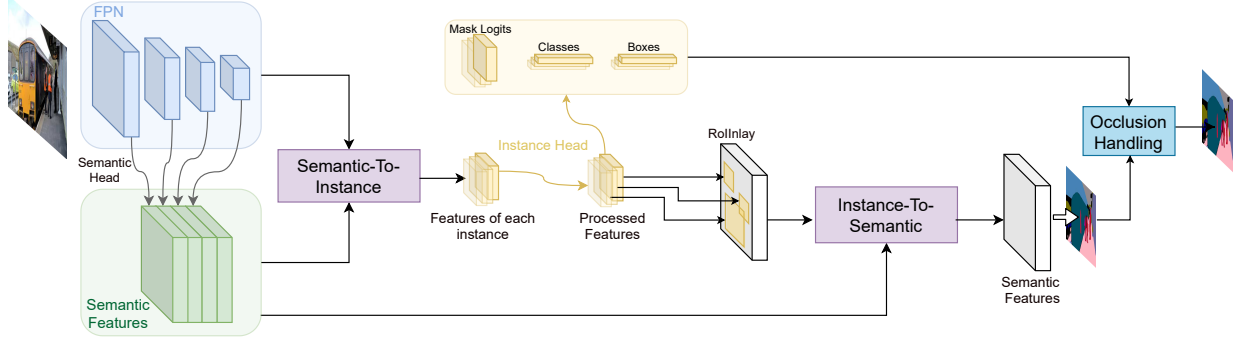 FPN
Semantic
Head
Semantic
Features
Semantic-To-
Instance
Features of each
instance
Instance Head
Mask Logits
Classes
Boxes
Processed
Features
RoIInlay
Instance-To-
Semantic
Semantic
Features
Occlusion
Handling